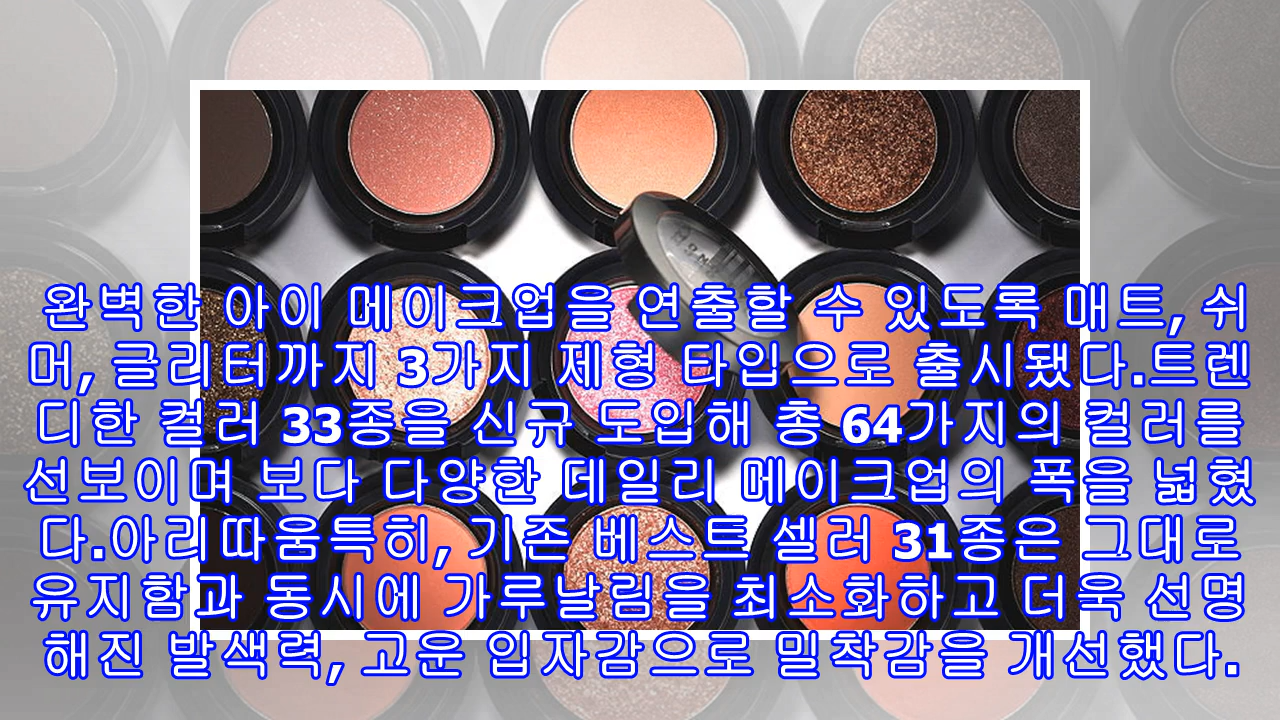 완벽한 아이 메이크업을 연출할 수 있도록 매트, 쉬
머, 글리터까지 3가지 제형 타입으로 출시됐다.트렌
디한 컬러 33종을 신규 도입해 총 64가지의 컬러를
선보이며 보다 다양한 데일리 메이크업의 폭을 넓혔
다.아리따움특히, 기존 베스트 셀러 31종은 그대로
유지함과 동시에 가루날림을 최소화하고 더욱 선명
해진 발색력, 고운 입자감으로 밀착감을 개선했다.